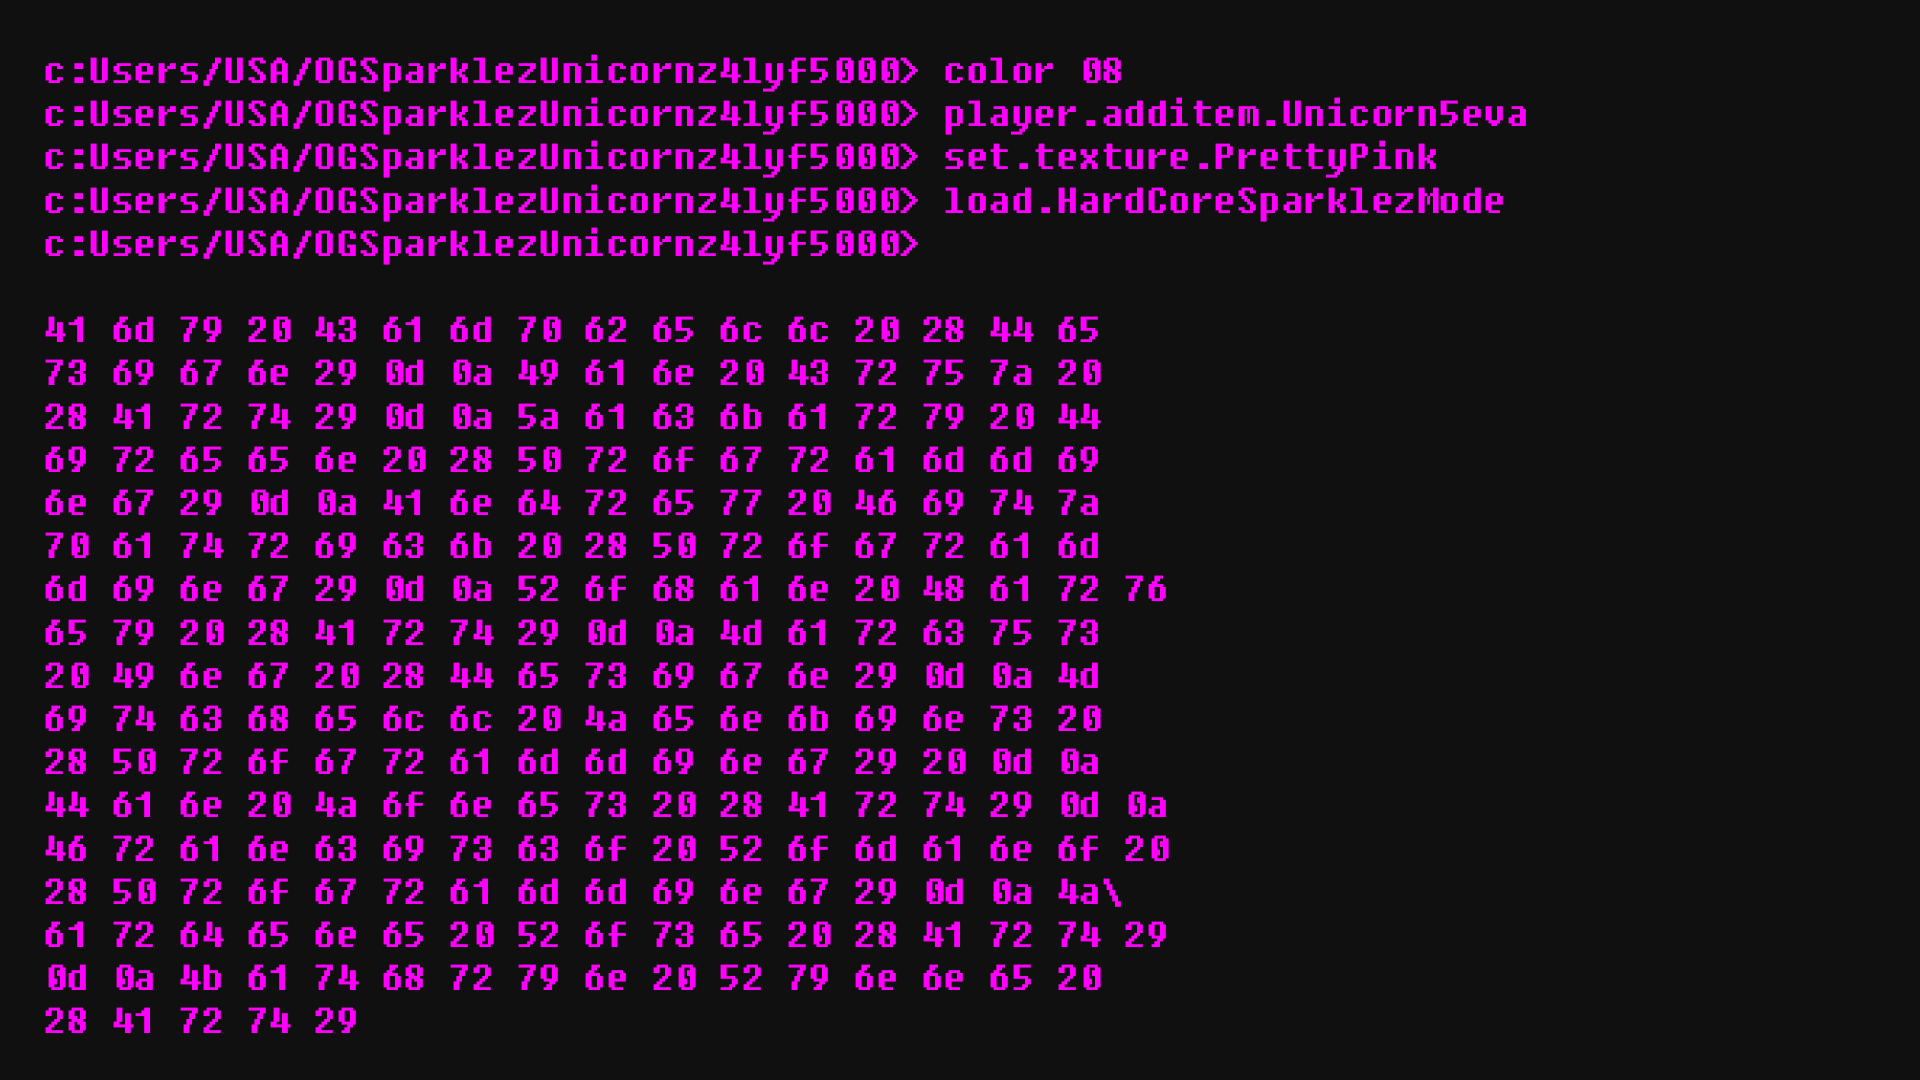 c:Users/USA/OGSparklezUnicornz4lyf5000> color 08
c:Users/USA/OGSparklezUnicornz4lyf5000> player.additem.Unicorn5eva
c:Users/USA/OGSparklezUnicornz4lyf5000> set.texture.PrettyPink
c:Users/USA/OGSparklezUnicornz4lyf5000> load.HardCoreSparklezMode
c:Users/USA/OGSparklezUnicornz4lyf5000>
41 6d 79 20 43 61 6d 70 62 65 6c 6c 20 28 44 65
73 69 67 6e 29 0d 0a 49 61 6e 20 43 72 75 7a 20
28 41 72 74 29 0d 0a 5a 61 63 6b 61 72 79 20 44
69 72 65 65 6e 20 28 50 72 6f 67 72 61 6d 6d 69
6e 67 29 0d 0a 41 6e 64 72 65 77 20 46 69 74 7a
70 61 74 72 69 63 6b 20 28 50 72 6f 67 72 61 6d
6d 69 6e 67 29 0d 0a 52 6f 68 61 6e 20 48 61 72 76
65 79 20 28 41 72 74 29 0d 0a 4d 61 72 63 75 73
20 49 6e 67 20 28 44 65 73 69 67 6e 29 0d 0a 4d
69 74 63 68 65 6c 6c 20 4a 65 6e 6b 69 6e 73 20
28 50 72 6f 67 72 61 6d 6d 69 6e 67 29 20 0d 0a
44 61 6e 20 4a 6f 6e 65 73 20 28 41 72 74 29 0d 0a
46 72 61 6e 63 69 73 63 6f 20 52 6f 6d 61 6e 6f 20
28 50 72 6f 67 72 61 6d 6d 69 6e 67 29 0d 0a 4a\
61 72 64 65 6e 65 20 52 6f 73 65 20 28 41 72 74 29
0d 0a 4b 61 74 68 72 79 6e 20 52 79 6e 6e 65 20
28 41 72 74 29